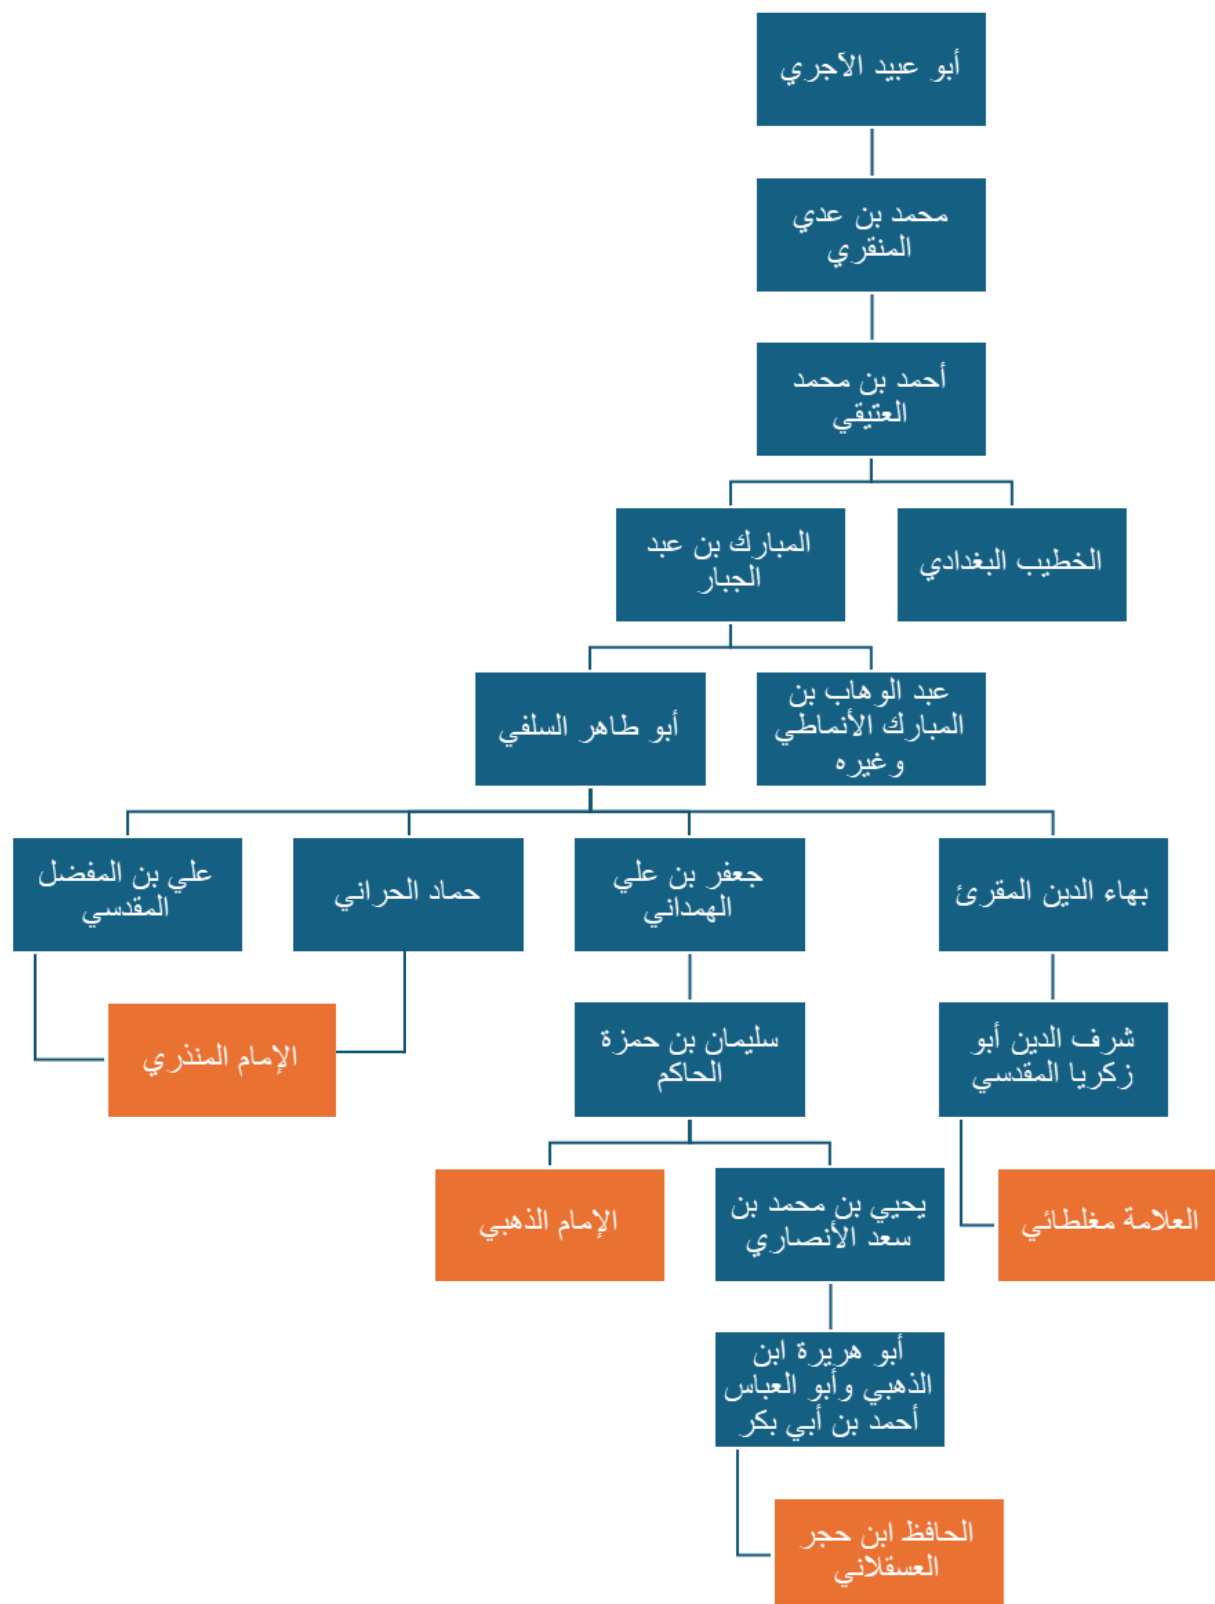 أبو عبيد الآجري
محمد بن عدي
المنقري
أحمد بن محمد
العتيقي
الخطيب البغدادي
المبارك بن عبد
الجبار
عبد الوهاب بن
المبارك الأنماطي
وغيره
أبو طاهر السلفي
بهاء الدين المقرئ
جعفر بن علي
الهمداني
حماد الحراني
علي بن المفضل
المقدسي
شرف الدين أبو
زكريا المقدسي
سليمان بن حمزة
الحاكم
الإمام المنذري
العلامة مغلطائي
يحيي بن محمد بن
سعد الأنصاري
الإمام الذهبي
أبو هريرة ابن
الذهبي وأبو العباس
أحمد بن أبي بكر
الحافظ ابن حجر
العسقلاني